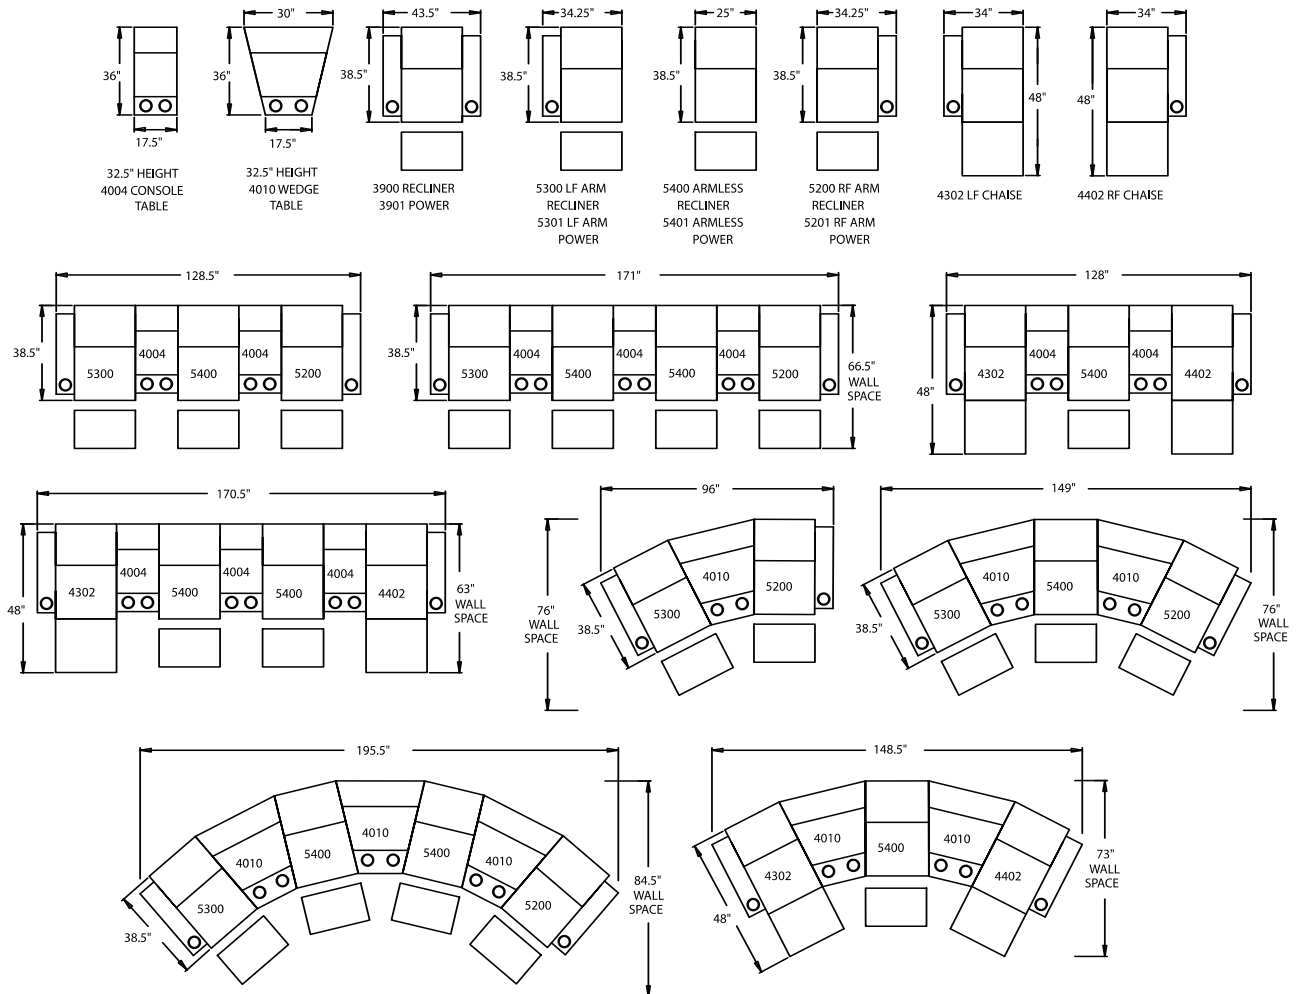 30"
43.5"
34.25"
25"
34.25"
34"
34"
36"
36"
38.5"
38.5"
38.5"
38.5"
48"
48"
17.5"
17.5"
32.5" HEIGHT
4004 CONSOLE
TABLE
32.5" HEIGHT
4010 WEDGE
TABLE
3900 RECLINER
3901 POWER
5300 LF ARM
RECLINER
5301 LF ARM
POWER
5400 ARMLESS
RECLINER
5401 ARMLESS
POWER
5200 RF ARM
RECLINER
5201 RF ARM
POWER
4302 LF CHAISE
4402 RF CHAISE
128.5"
38.5"
5300
4004
5400
4004
5200
171"
38.5"
5300
4004
5400
4004
5400
4004
5200
66.5"
WALL
SPACE
128"
48"
4302
4004
5400
4004
4402
170.5"
48"
4302
4004
5400
4004
5400
4004
4402
63"
WALL
SPACE
96"
76"
WALL
SPACE
38.5"
5300
4010
5200
149"
38.5"
5300
4010
5400
4010
5200
76"
WALL
SPACE
195.5"
38.5"
5300
4010
5400
4010
5400
4010
5200
84.5"
WALL
SPACE
148.5"
48"
4302
4010
5400
4010
4402
73"
WALL
SPACE